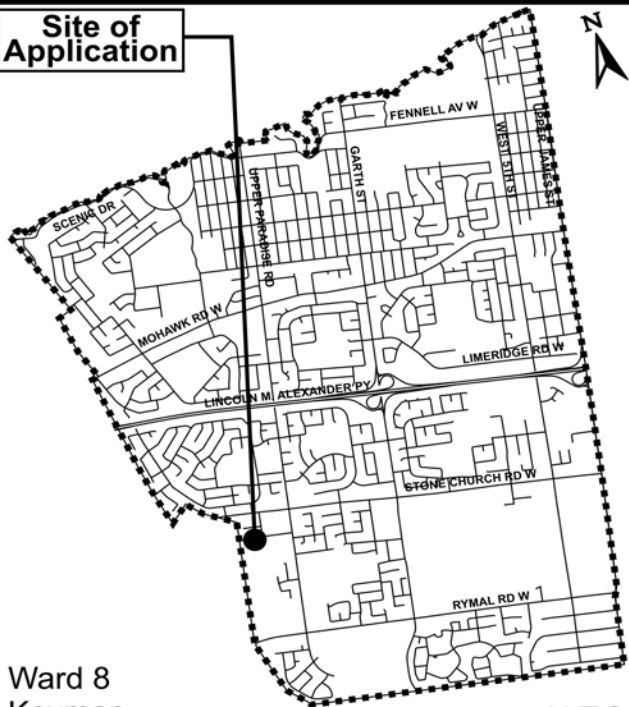 Site of
Application
N
FENNELL AV W
UPPER JAMES ST
WEST 5TH ST
GARTH ST
UPPER PARADISE RD
SCENIC DR
MOHAWK RD W
LIMERIDGE RD W
LINCOLN M. ALEXANDER PY
STONE CHURCH RD W
RYMAL RD W
Ward 8